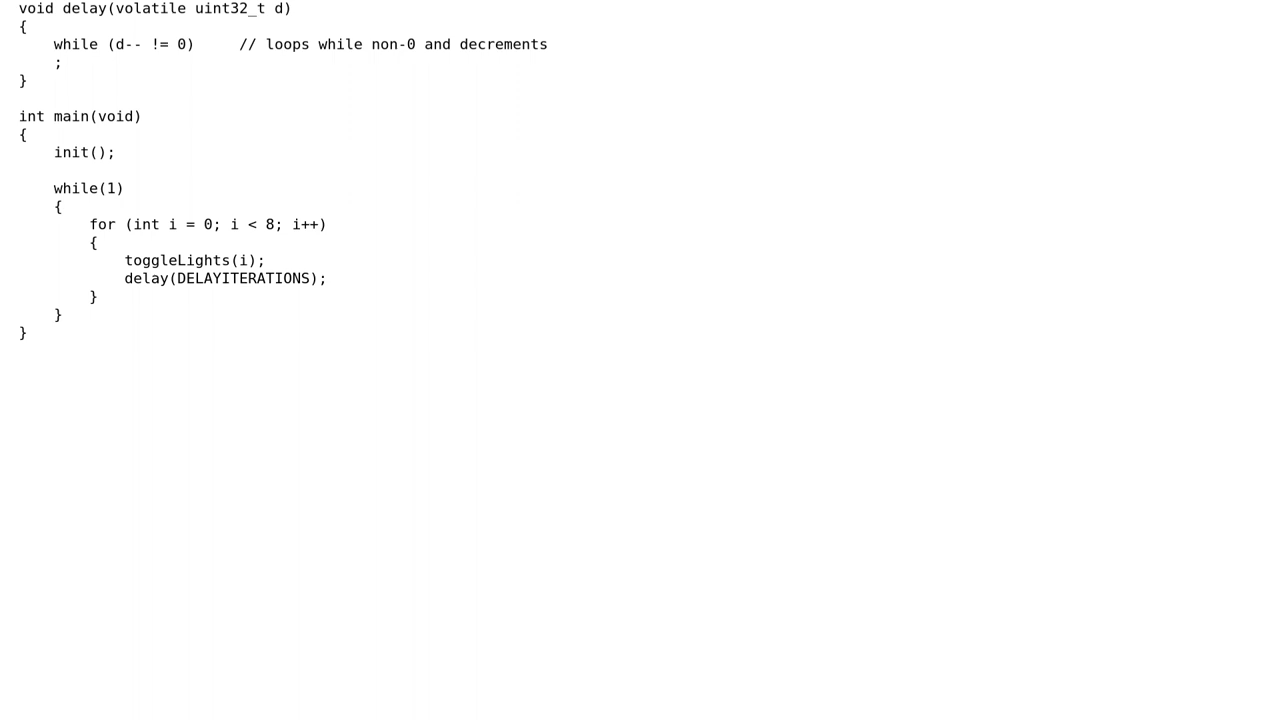 void delay(volatile uint32_t d)
{
    while (d-- != 0)     // loops while non-0 and decrements
    ;
}

int main(void)
{
    init();

    while(1)
    {
        for (int i = 0; i < 8; i++)
        {
            toggleLights(i);
            delay(DELAYITERATIONS);
        }
    }
}